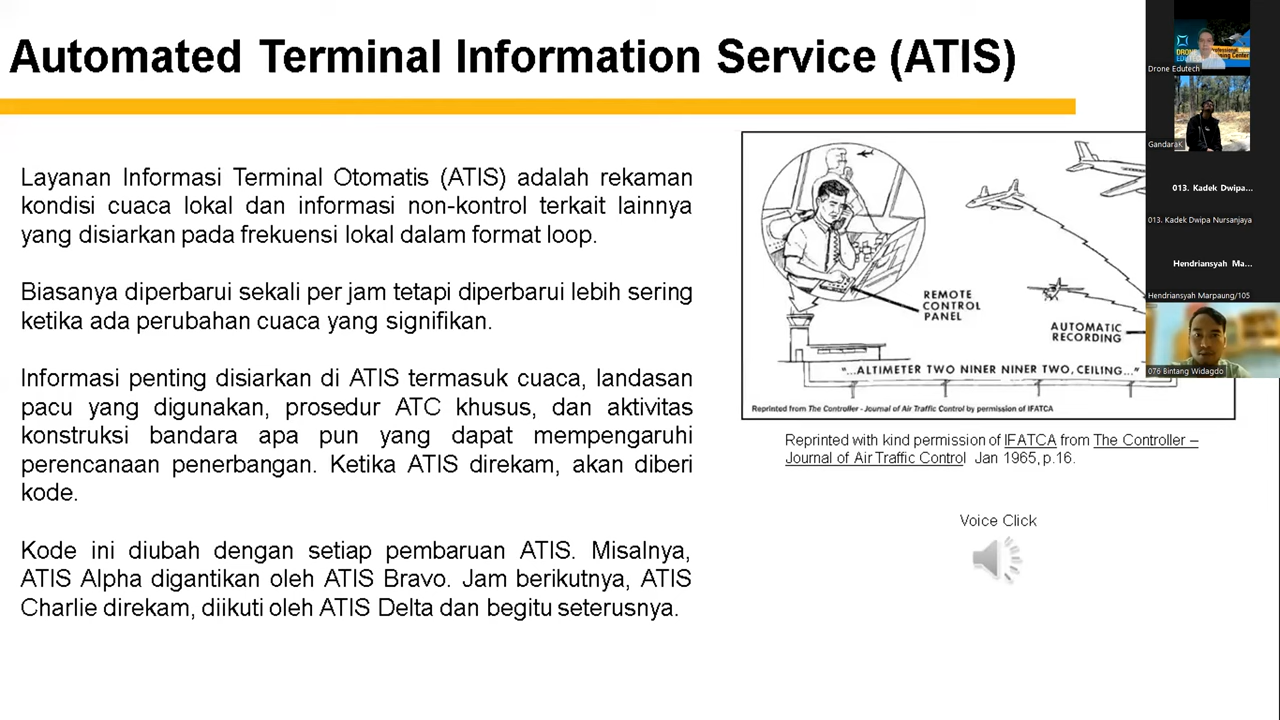 Automated Terminal Information Service (ATIS)
Layanan Informasi Terminal Otomatis (ATIS) adalah rekaman
kondisi cuaca lokal dan informasi non-kontrol terkait lainnya
yang disiarkan pada frekuensi lokal dalam format loop.
Biasanya diperbarui sekali per jam tetapi diperbarui lebih sering
ketika ada perubahan cuaca yang signifikan.
Informasi penting disiarkan di ATIS termasuk cuaca, landasan
pacu yang digunakan, prosedur ATC khusus, dan aktivitas
konstruksi bandara apa pun yang dapat mempengaruhi
perencanaan penerbangan. Ketika ATIS direkam, akan diberi
kode.
Kode ini diubah dengan setiap pembaruan ATIS. Misalnya,
ATIS Alpha digantikan oleh ATIS Bravo. Jam berikutnya, ATIS
Charlie direkam, diikuti oleh ATIS Delta dan begitu seterusnya.
REMOTE
CONTROL
PANEL
AUTOMATIC
RECORDING
"...ALTIMETER TWO NINER NINER TWO, CEILING..."
Reprinted from The Controller - Journal of Air Traffic Control by permission of IFATCA
Reprinted with kind permission of IFATCA from The Controller –
Journal of Air Traffic Control Jan 1965, p.16.
Voice Click
Drone Edutech
GandaraK
013. Kadek Dwipa...
013. Kadek Dwipa Nursanjaya
Hendriansyah Ma...
Hendriansyah Marpaung/105
076 Bintang Widagdo